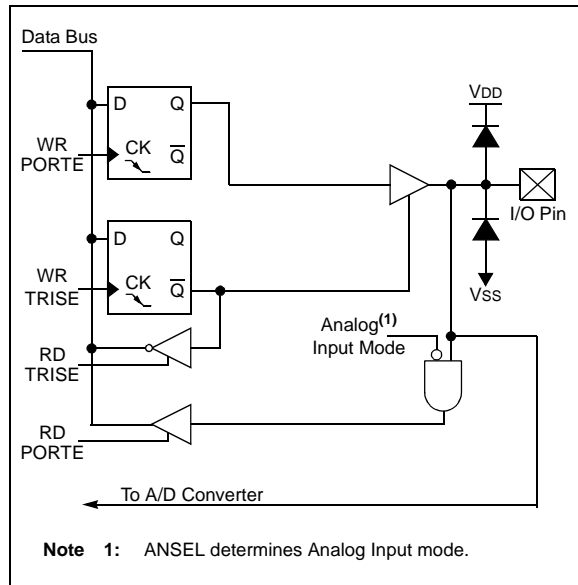 Data Bus
D Q
WR
PORTE
CK Q
VDD
I/O Pin
D Q
WR
TRISE
CK Q
VSS
Analog(1)
Input Mode
RD
TRISE
RD
PORTE
To A/D Converter
Note 1: ANSEL determines Analog Input mode.